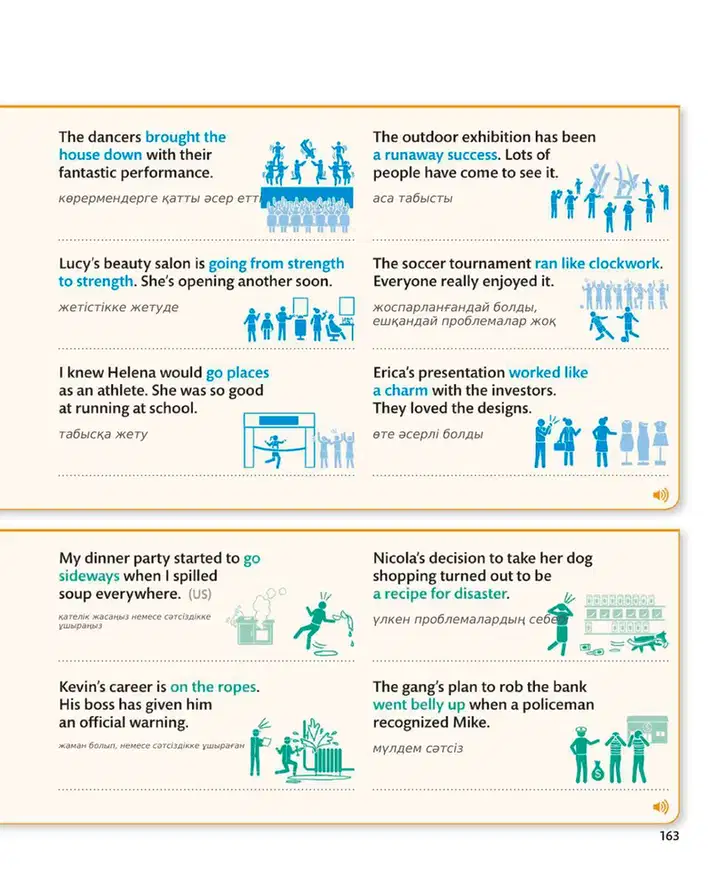 The dancers brought the
house down with their
fantastic performance.
көрермендерге қатты әсер етті
The outdoor exhibition has been
a runaway success. Lots of
people have come to see it.
аса табысты
Lucy's beauty salon is going from strength
to strength. She's opening another soon.
жетістікке жетуде
The soccer tournament ran like clockwork.
Everyone really enjoyed it.
жоспарланғандай болды,
ешқандай проблемалар жоқ
I knew Helena would go places
as an athlete. She was so good
at running at school.
табысқа жету
Erica's presentation worked like
a charm with the investors.
They loved the designs.
өте әсерлі болды
My dinner party started to go
sideways when I spilled
soup everywhere. (US)
қателік жасаңыз немесе сәтсіздікке
ұшыраңыз
Nicola's decision to take her dog
shopping turned out to be
a recipe for disaster.
үлкен проблемалардың себебі
Kevin's career is on the ropes.
His boss has given him
an official warning.
жаман болып, немесе сәтсіздікке ұшыраған
The gang's plan to rob the bank
went belly up when a policeman
recognized Mike.
мүлдем сәтсіз
$
163